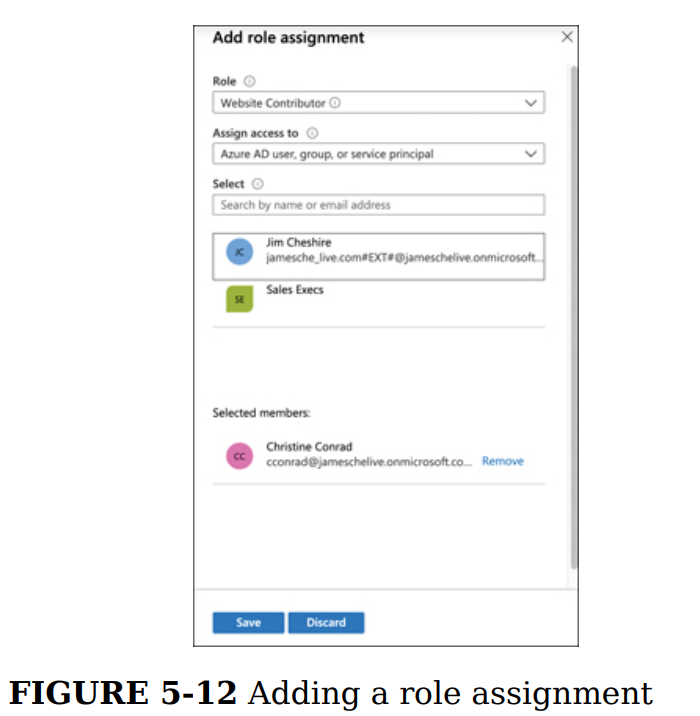 Add role assignment
Role
Website Contributor
Assign access to
Azure AD user, group, or service principal
Select
Search by name or email address
JC
Jim Cheshire
jamesche_live.com#EXT#@jameschelive.onmicrosoft...
SE
Sales Execs
Selected members:
CC
Christine Conrad
cconrad@jameschelive.onmicrosoft.co... Remove
Save Discard
FIGURE 5-12 Adding a role assignment